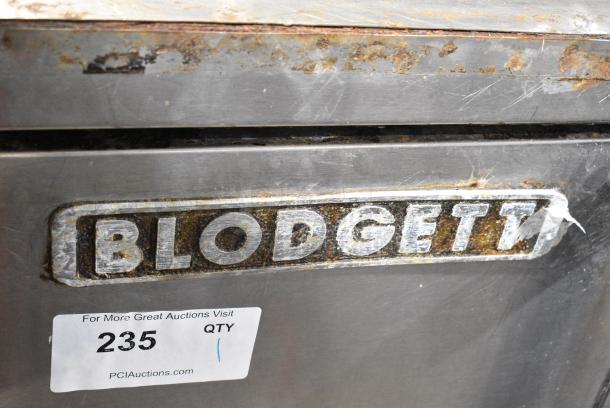 BLODGETT
For More Great Auctions Visit
235 QTY 1
PCIAuctions.com